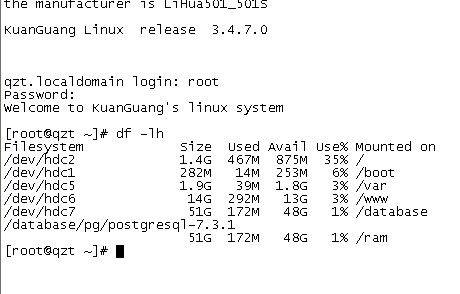 the manufacturer is LiHua501_501S
KuanGuang Linux  release  3.4.7.0
qzt.localdomain login: root
Password:
Welcome to KuanGuang's linux system
[root@qzt ~]# df -lh
Filesystem            Size  Used Avail Use% Mounted on
/dev/hdc2             1.4G  467M  875M  35% /
/dev/hdc1             282M   14M  253M   6% /boot
/dev/hdc5             1.9G   39M  1.8G   3% /var
/dev/hdc6              14G  292M   13G   3% /www
/dev/hdc7              51G  172M   48G   1% /database
/database/pg/postgresql-7.3.1
                       51G  172M   48G   1% /ram
[root@qzt ~]#